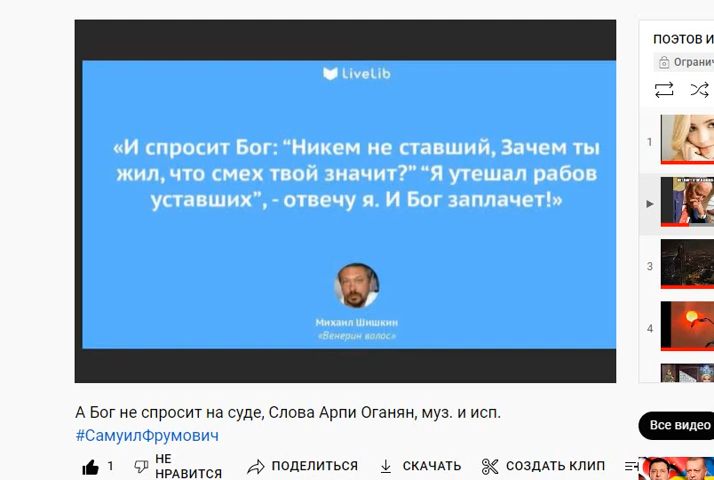 LiveLib
«И спросит Бог: “Никем не ставший, Зачем ты
жил, что смех твой значит?” “Я утешал рабов
уставших”, - отвечу я. И Бог заплачет!»
Михаил Шишкин
«Венерин волос»
А Бог не спросит на суде, Слова Арпи Оганян, муз. и исп.
#СамуилФрумович
1
НЕ
НРАВИТСЯ
ПОДЕЛИТЬСЯ
СКАЧАТЬ
СОЗДАТЬ КЛИП
ПОЭТОВ И
Огранич
1
3
4
Все видео